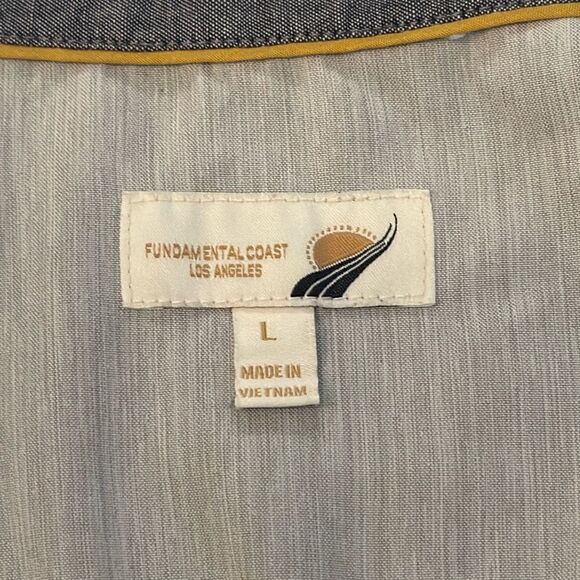 FUNDAMENTAL COAST
LOS ANGELES
L
MADE IN
VIETNAM